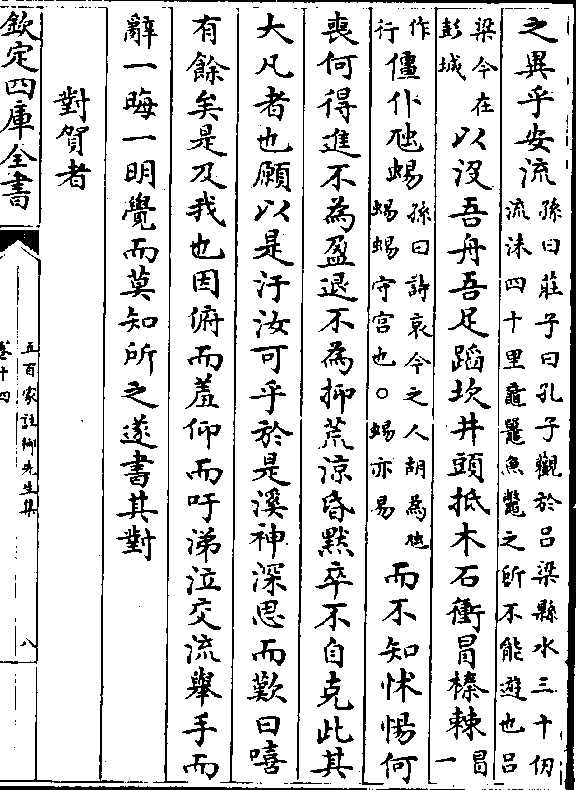 之異乎安流孫曰莊子曰孔子觀於吕梁縣水三十仞流沫四十里黿鼉魚鼈之所不能遊也吕
梁今在彭城以没吾舟吾足蹈坎井頭抵木石衝冒榛棘冒一
作行僵仆虺蜴孫曰詩哀今之人胡為虺蜴蜴守宫也○蜴亦易而不知怵惕何
喪何得進不為盈退不為抑荒凉昏黙卒不自克此其
大凡者也願以是汙汝可乎於是溪神深思而歎曰嘻
有餘矣是及我也因俯而羞仰而吁涕泣交流舉手而
辭一晦一明覺而莫知所之遂書其對
對賀者
欽定四庫全書
五百家註柳先生集
卷十四
八